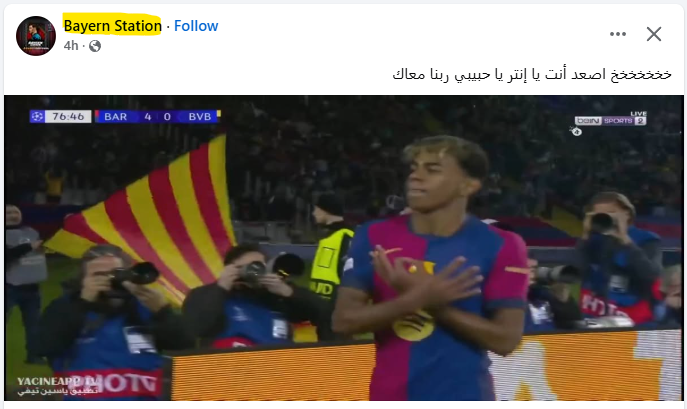 Bayern Station · Follow
4h ·
خخخخخخخ اصعد أنت يا إنتر يا حبيبي ربنا معاك
76:46 BAR 4 0 BVB
LIVE
beIN SPORTS 2
YACINEAPP.TV
تطبيق ياسين تيفي